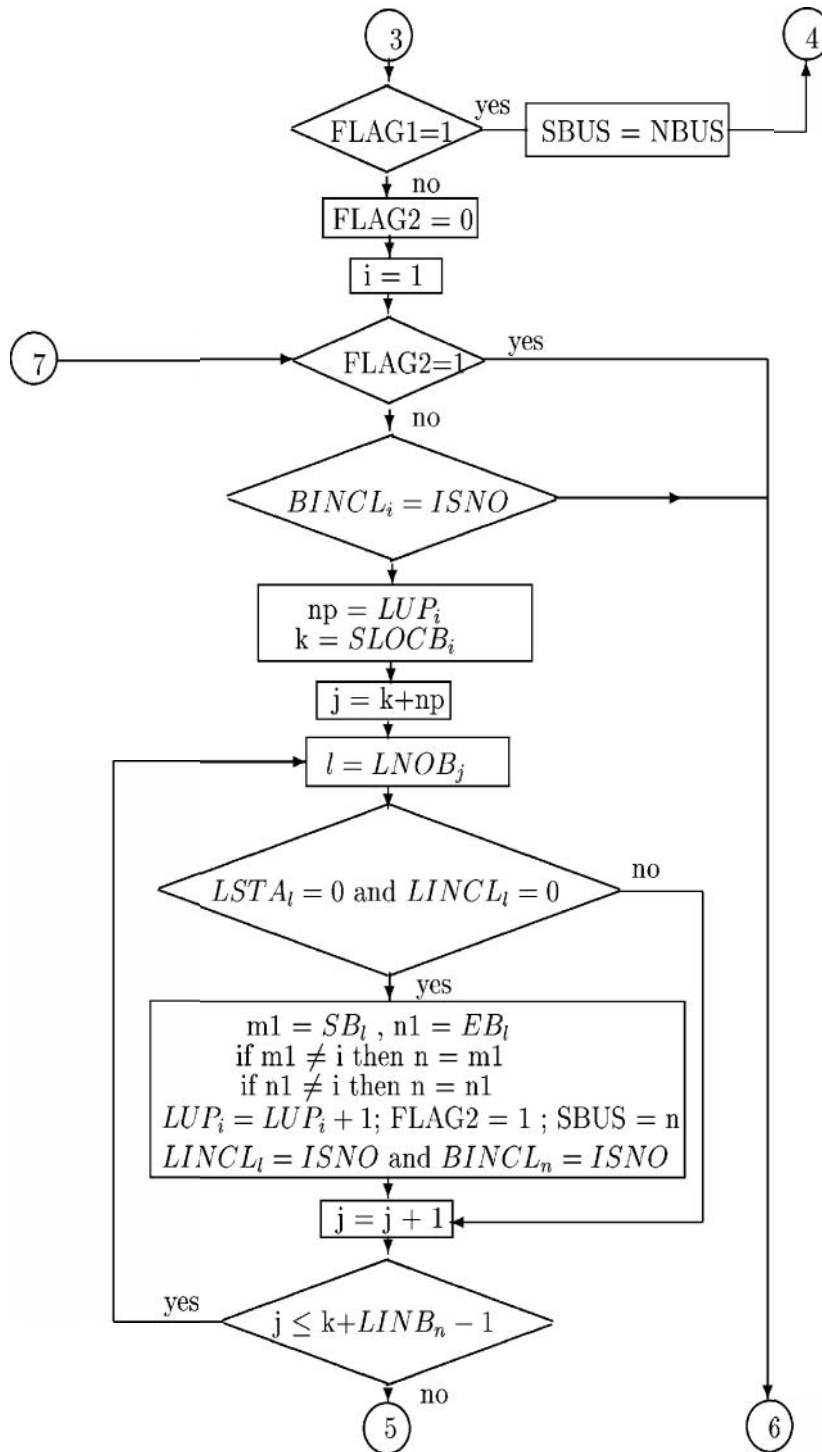 3
4
FLAG1=1
yes
SBUS = NBUS
no
FLAG2 = 0
i = 1
7
FLAG2=1
yes
no
BINCL_i = ISNO
np = LUP_i
k = SLOCB_i
j = k+np
l = LNOB_j
LSTA_l = 0 and LINCL_l = 0
no
yes
m1 = SB_l , n1 = EB_l
if m1 ≠ i then n = m1
if n1 ≠ i then n = n1
LUP_i = LUP_i + 1; FLAG2 = 1 ; SBUS = n
LINCL_l = ISNO and BINCL_n = ISNO
j = j + 1
yes
j ≤ k+LINB_n − 1
no
5
6